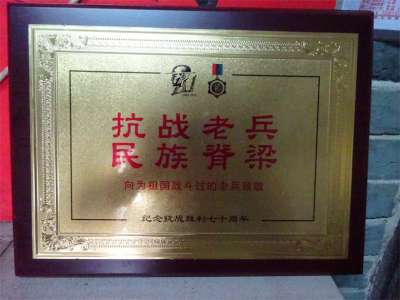 抗战老兵
民族脊梁
向为祖国战斗过的老兵致敬
纪念抗战胜利七十周年